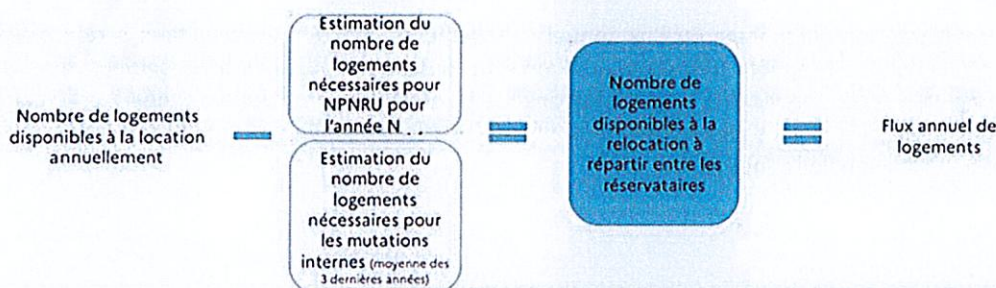 Nombre de logements
disponibles à la location
annuellement
Estimation du
nombre de
logements
nécessaires pour
NPNRU pour
l'année N
Estimation du
nombre de
logements
nécessaires pour
les mutations
internes (moyenne des
3 dernières années)
Nombre de
logements
disponibles à la
relocation à
répartir entre les
réservataires
Flux annuel de
logements